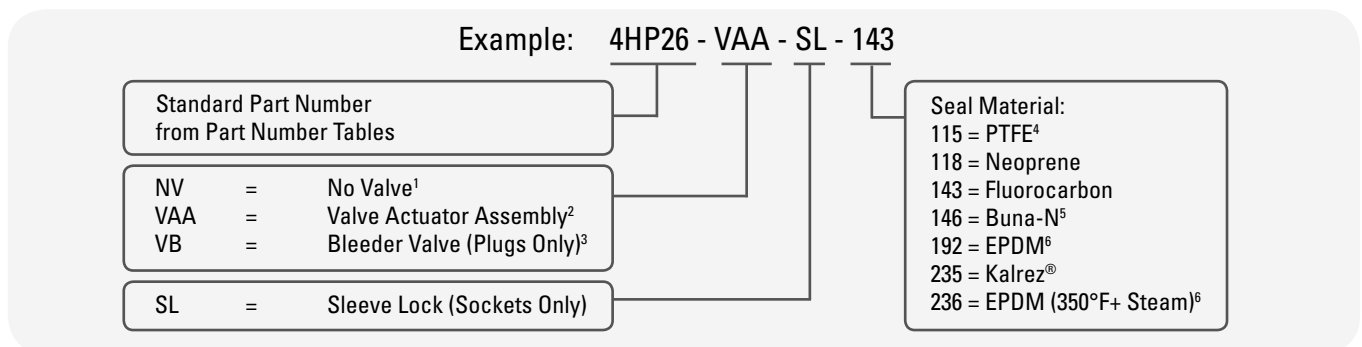 Example: 4HP26 - VAA - SL - 143
Standard Part Number
from Part Number Tables
NV = No Valve¹
VAA = Valve Actuator Assembly²
VB = Bleeder Valve (Plugs Only)³
SL = Sleeve Lock (Sockets Only)
Seal Material:
115 = PTFE⁴
118 = Neoprene
143 = Fluorocarbon
146 = Buna-N⁵
192 = EPDM⁶
235 = Kalrez®
236 = EPDM (350°F+ Steam)⁶